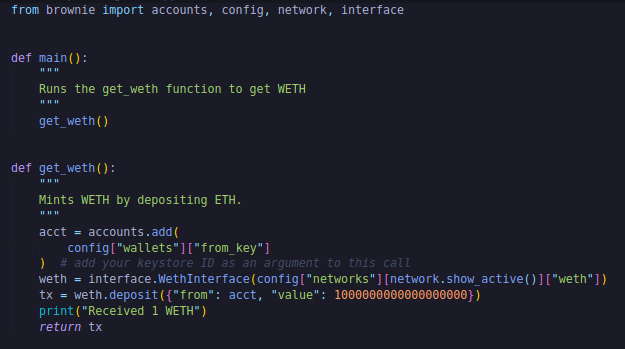 from brownie import accounts, config, network, interface
def main():
"""
Runs the get_weth function to get WETH
"""
get_weth()
def get_weth():
"""
Mints WETH by depositing ETH.
"""
acct = accounts.add(
config["wallets"]["from_key"]
)  # add your keystore ID as an argument to this call
weth = interface.WethInterface(config["networks"][network.show_active()]["weth"])
tx = weth.deposit({"from": acct, "value": 1000000000000000000})
print("Received 1 WETH")
return tx